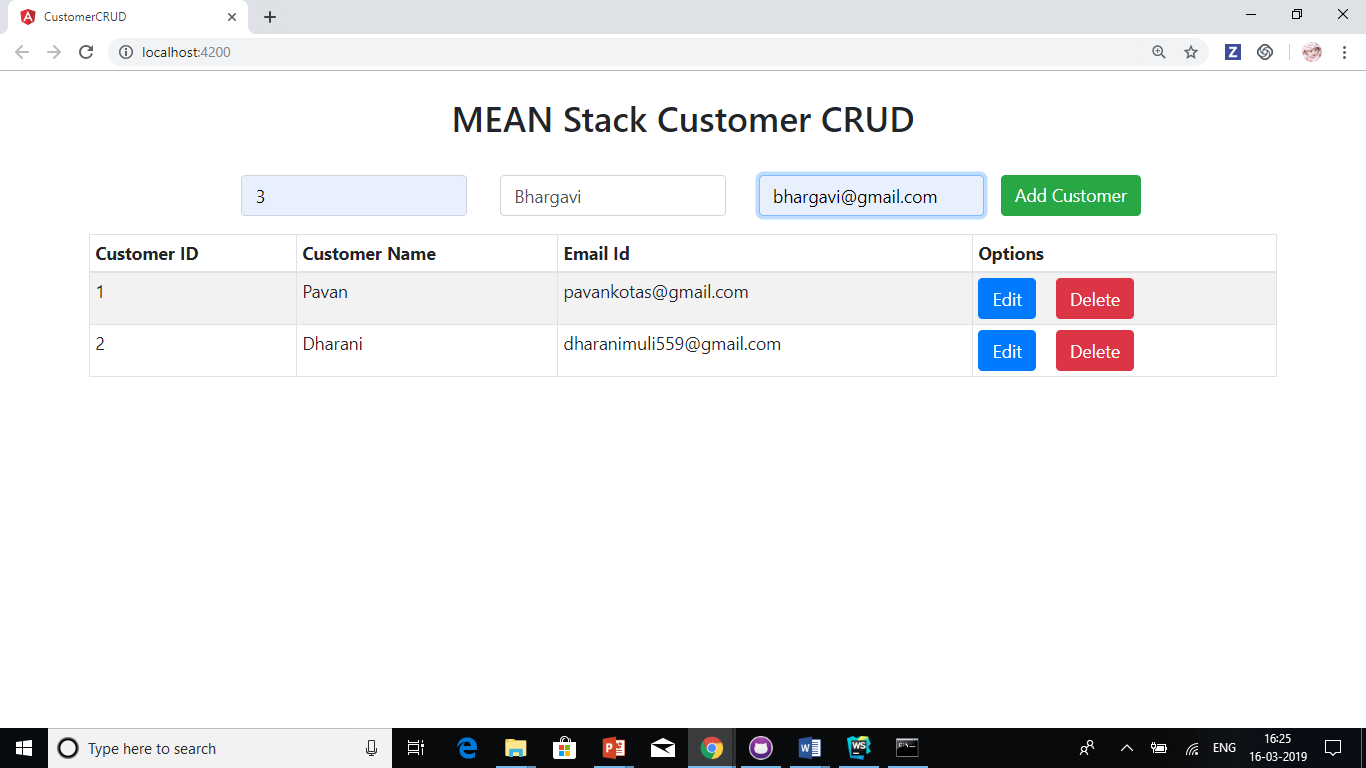 CustomerCRUD
localhost:4200
MEAN Stack Customer CRUD
3 Bhargavi bhargavi@gmail.com Add Customer
Customer ID Customer Name Email Id Options
1 Pavan pavankotas@gmail.com Edit Delete
2 Dharani dharanimuli559@gmail.com Edit Delete
Type here to search
ENG
16:25
16-03-2019